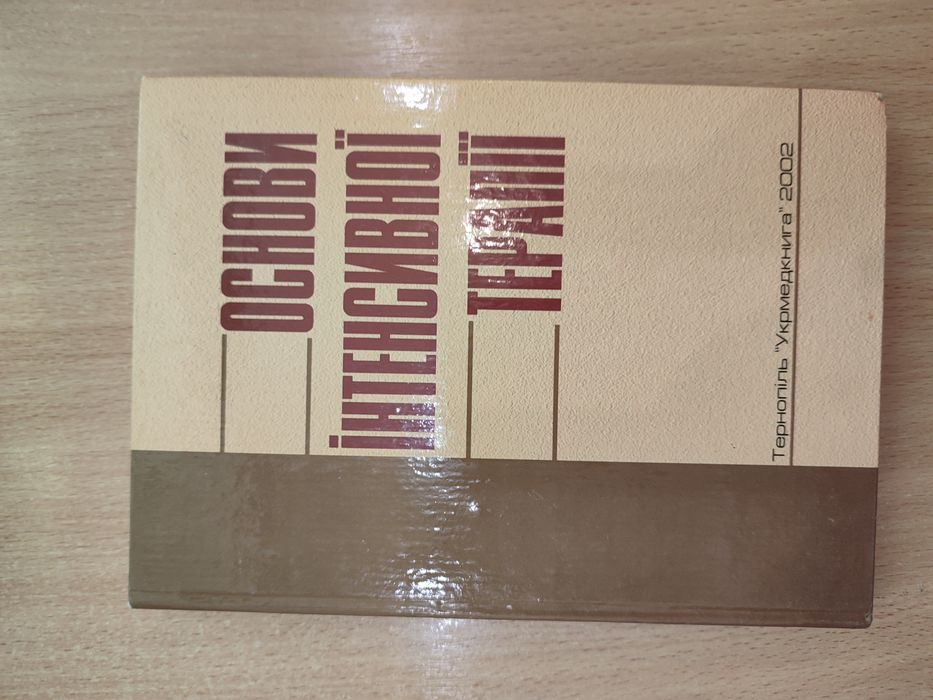 ОСНОВИ
ІНТЕНСИВНОЇ
ТЕРАПІЇ
Тернопіль "Укрмедкнига" 2002